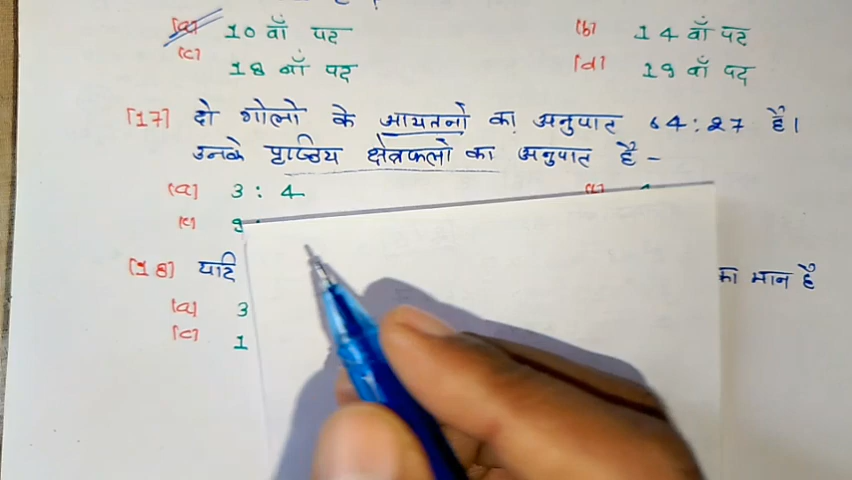 (a) 10 वाँ पद (b) 14 वाँ पद
(c) 18 वाँ पद (d) 19 वाँ पद
[17] दो गोलो के आयतनो का अनुपात 64 : 27 है।
उनके पृष्ठिय क्षेत्रफलो का अनुपात है -
(a) 3 : 4
(c) 9
[18] यदि का मान है
(a) 3
(c) 1